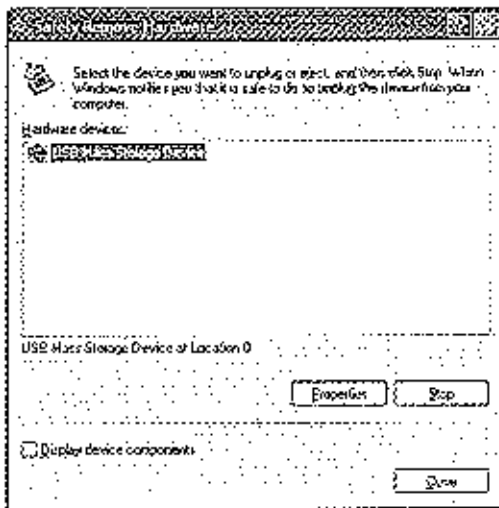 Safely Remove Hardware
Select the device you want to unplug or eject, and then click Stop. When
Windows notifies you that it is safe to do so unplug the device from your
computer.
Hardware devices:
USB Mass Storage Device
USB Mass Storage Device at Location 0
Properties
Stop
Display device components
Close